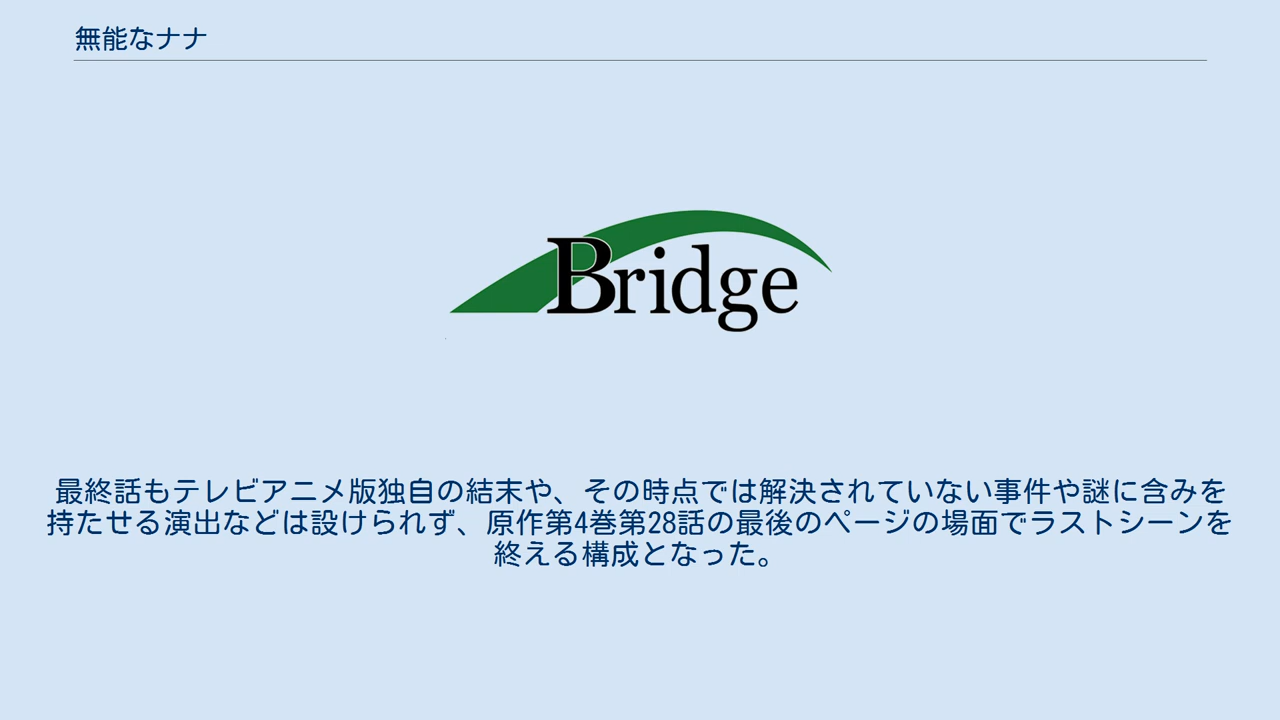 無能なナナ
Bridge
最終話もテレビアニメ版独自の結末や、その時点では解決されていない事件や謎に含みを
持たせる演出などは設けられず、原作第4巻第28話の最後のページの場面でラストシーンを
終える構成となった。